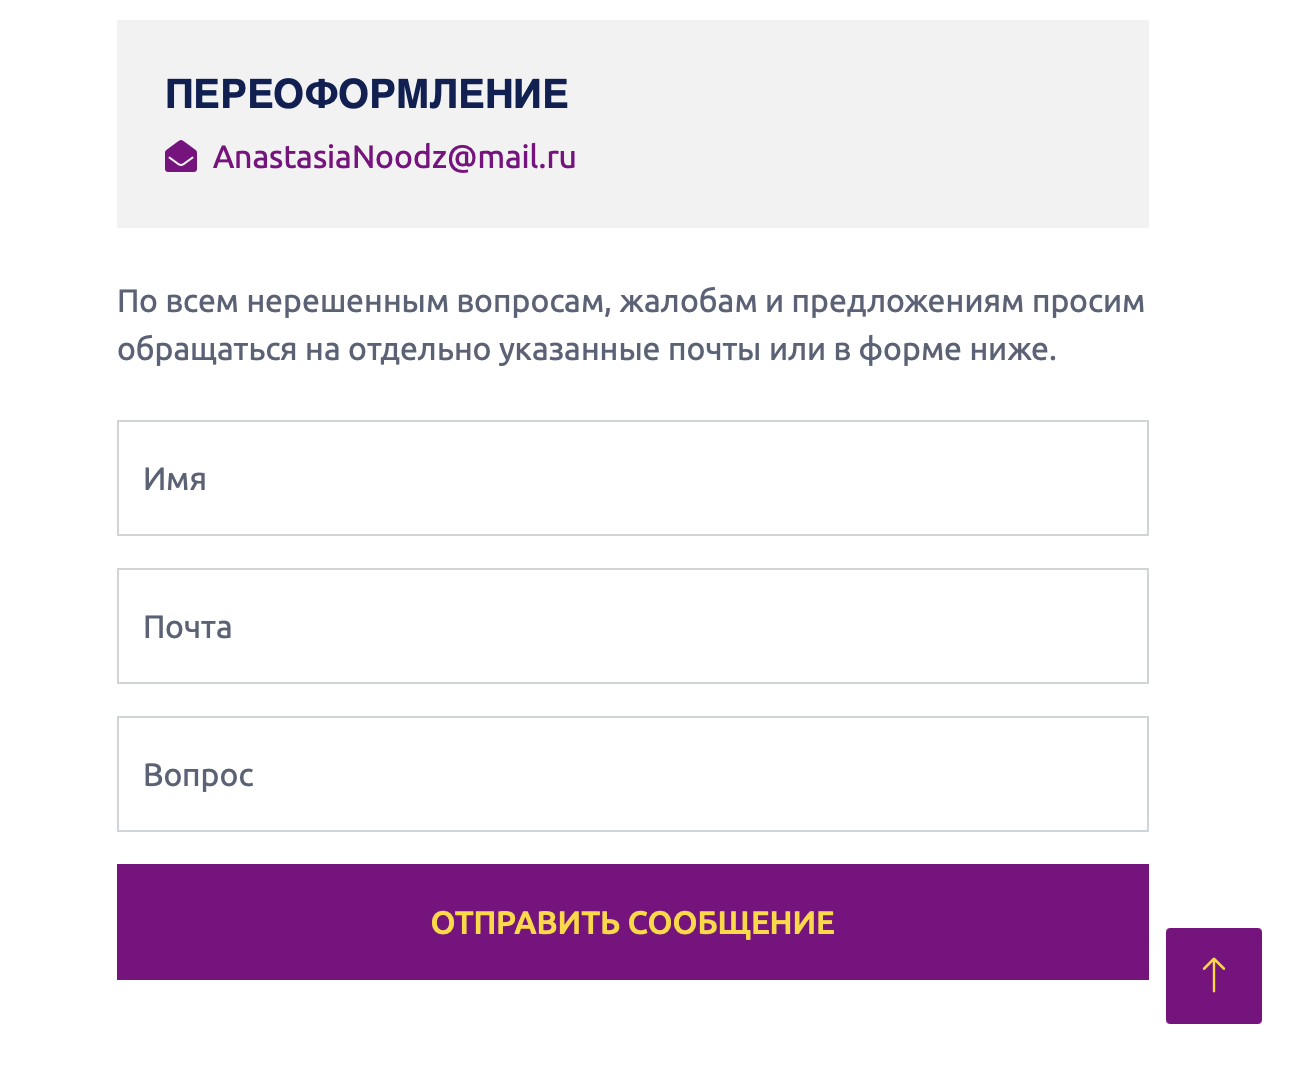 ПЕРЕОФОРМЛЕНИЕ
AnastasiaNoodz@mail.ru
По всем нерешенным вопросам, жалобам и предложениям просим
обращаться на отдельно указанные почты или в форме ниже.
Имя
Почта
Вопрос
ОТПРАВИТЬ СООБЩЕНИЕ